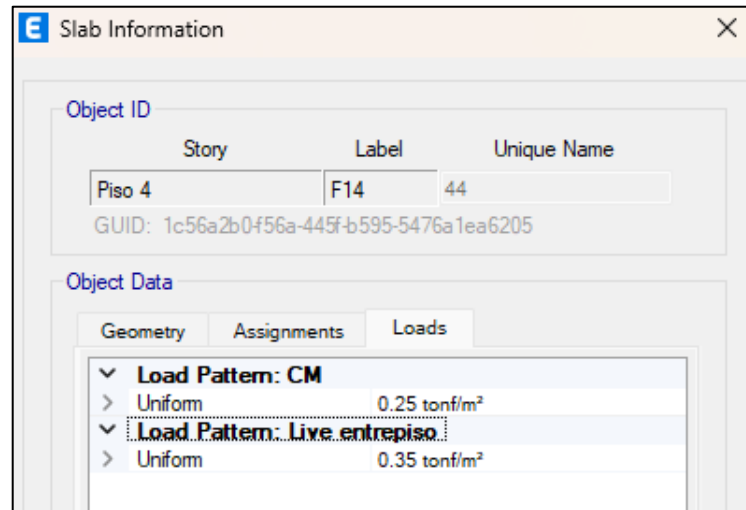 E Slab Information
Object ID
Story Label Unique Name
Piso 4 F14 44
GUID: 1c56a2b0-f56a-445f-b595-5476a1ea6205
Object Data
Geometry Assignments Loads
Load Pattern: CM
Uniform 0.25 tonf/m²
Load Pattern: Live entrepiso
Uniform 0.35 tonf/m²